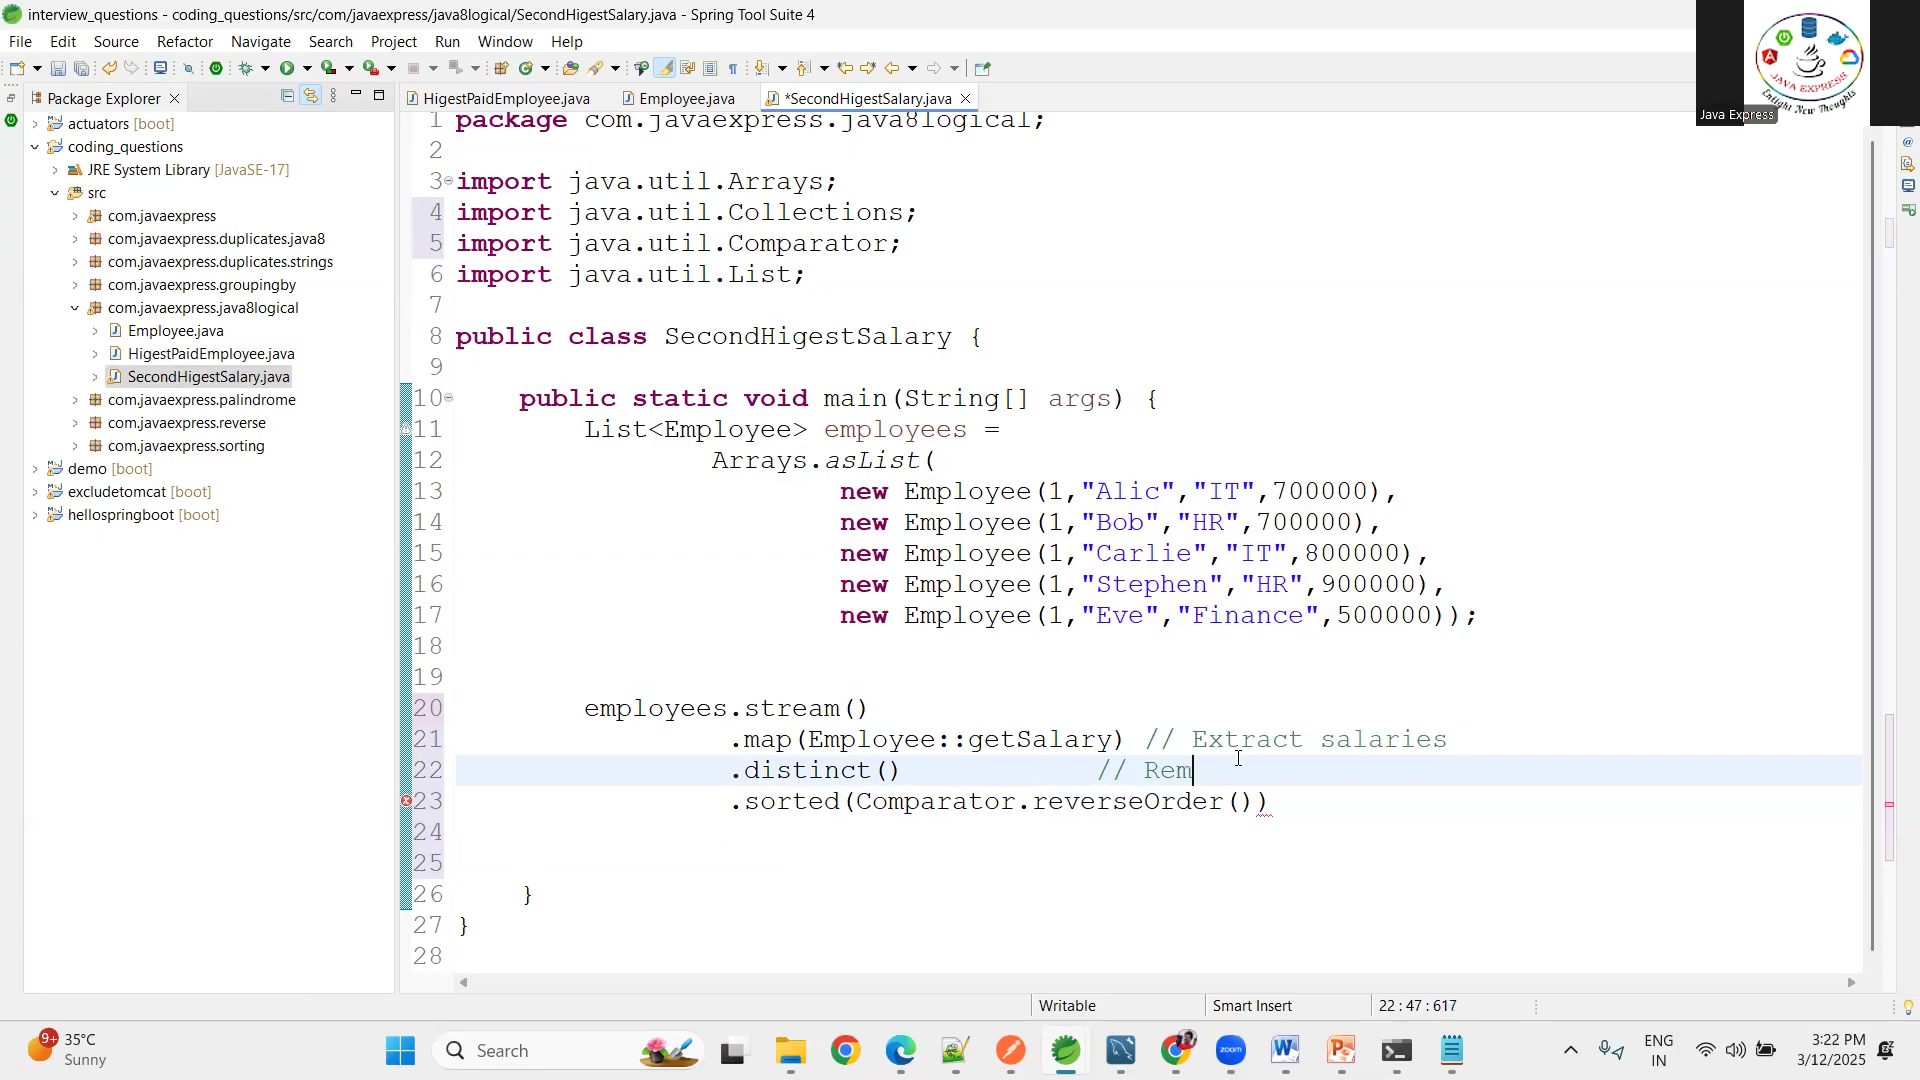 interview_questions - coding_questions/src/com/javaexpress/java8logical/SecondHigestSalary.java - Spring Tool Suite 4
File Edit Source Refactor Navigate Search Project Run Window Help
JAVA EXPRESS
Enlight New Thoughts
Java Express
Package Explorer
HigestPaidEmployee.java Employee.java *SecondHigestSalary.java
actuators [boot]
coding_questions
JRE System Library [JavaSE-17]
src
com.javaexpress
com.javaexpress.duplicates.java8
com.javaexpress.duplicates.strings
com.javaexpress.groupingby
com.javaexpress.java8logical
Employee.java
HigestPaidEmployee.java
SecondHigestSalary.java
com.javaexpress.palindrome
com.javaexpress.reverse
com.javaexpress.sorting
demo [boot]
excludetomcat [boot]
hellospringboot [boot]
1 package com.javaexpress.java8logical;
2
3 import java.util.Arrays;
4 import java.util.Collections;
5 import java.util.Comparator;
6 import java.util.List;
7
8 public class SecondHigestSalary {
9
10 public static void main(String[] args) {
11 List<Employee> employees =
12 Arrays.asList(
13 new Employee(1,"Alic","IT",700000),
14 new Employee(1,"Bob","HR",700000),
15 new Employee(1,"Carlie","IT",800000),
16 new Employee(1,"Stephen","HR",900000),
17 new Employee(1,"Eve","Finance",500000));
18
19
20 employees.stream()
21 .map(Employee::getSalary) // Extract salaries
22 .distinct() // Rem
23 .sorted(Comparator.reverseOrder())
24
25
26 }
27 }
28
Writable Smart Insert 22 : 47 : 617
9+ 35°C
Sunny
Search
zoom
ENG
IN
3:22 PM
3/12/2025